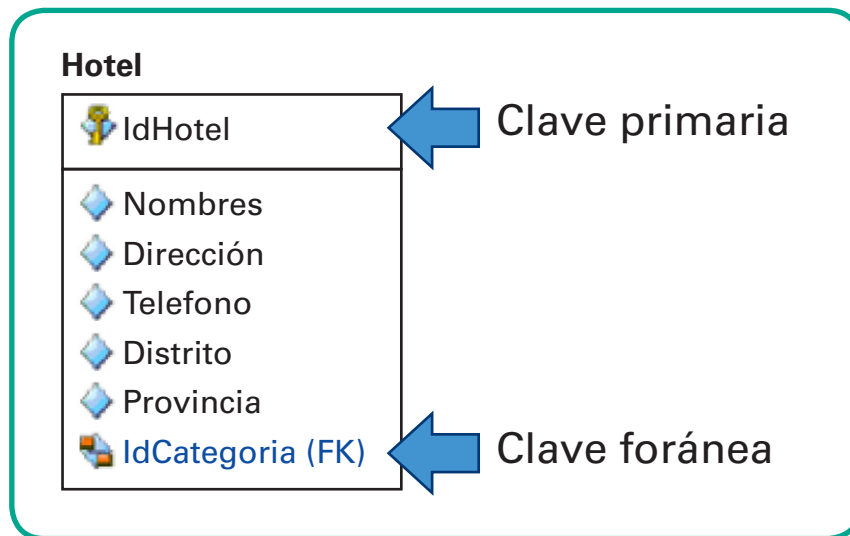 Hotel
IdHotel
Clave primaria
Nombres
Dirección
Telefono
Distrito
Provincia
IdCategoria (FK)
Clave foránea